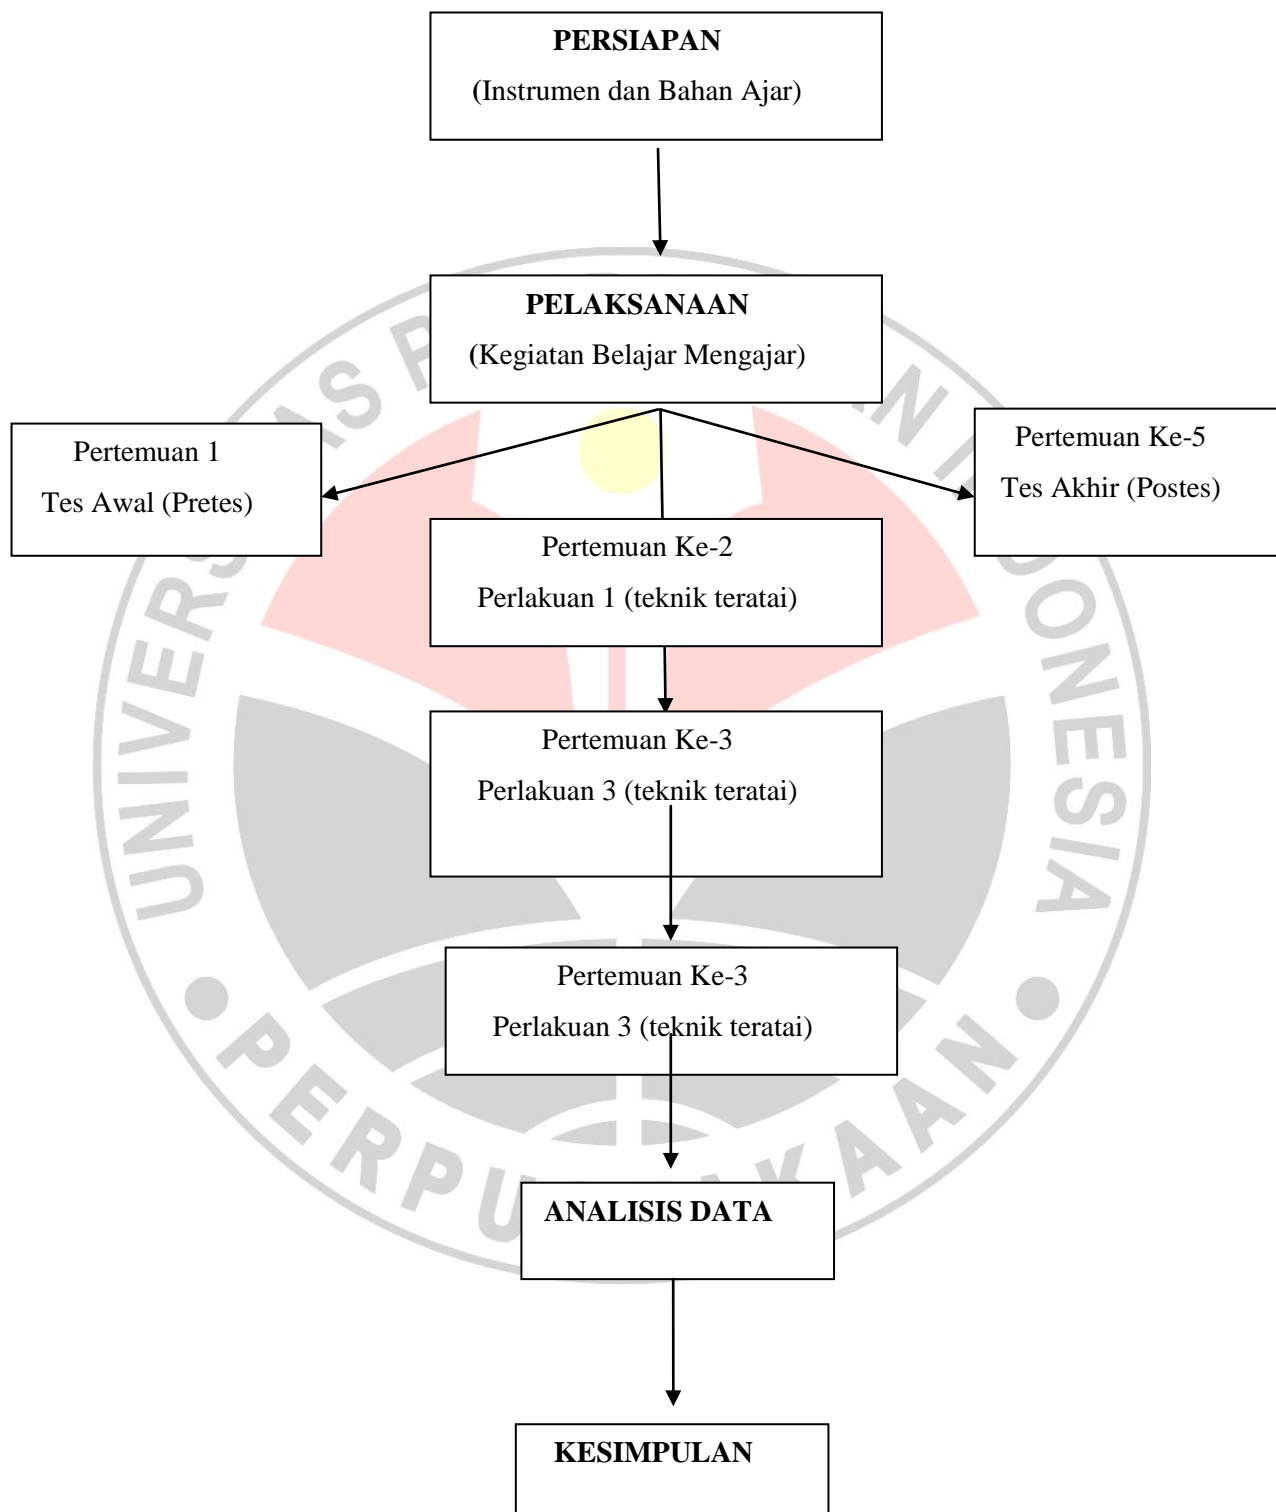 PERSIAPAN
(Instrumen dan Bahan Ajar)
PELAKSANAAN
(Kegiatan Belajar Mengajar)
Pertemuan 1
Tes Awal (Pretes)
Pertemuan Ke-5
Tes Akhir (Postes)
Pertemuan Ke-2
Perlakuan 1 (teknik teratai)
Pertemuan Ke-3
Perlakuan 3 (teknik teratai)
Pertemuan Ke-3
Perlakuan 3 (teknik teratai)
ANALISIS DATA
KESIMPULAN
UNIVERSITAS
INDONESIA